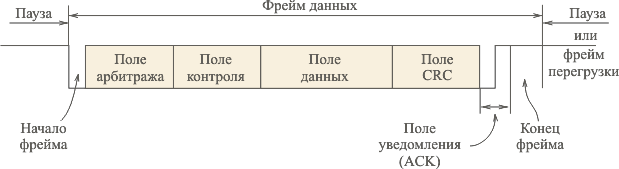 Пауза
Фрейм данных
Пауза
или
фрейм
перегрузки
Поле
арбитража
Поле
контроля
Поле
данных
Поле
CRC
Начало
фрейма
Поле
уведомления
(ACK)
Конец
фрейма